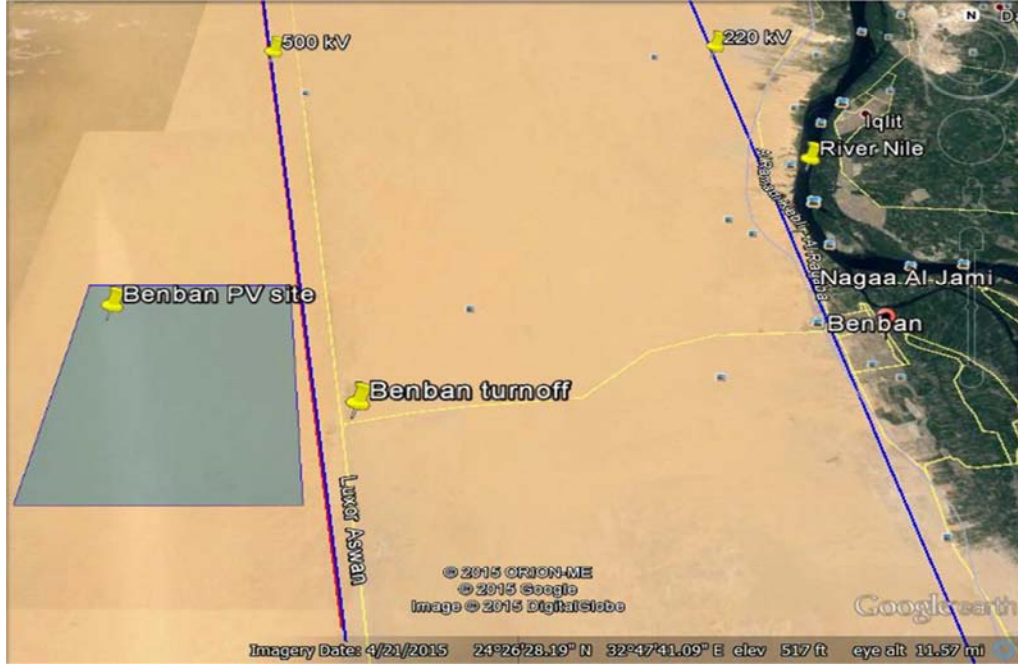 500 kV
220 kV
N
Da
Iqlit
River Nile
Benban PV site
Nagaa Al Jami
Benban
Benban turnoff
Luxor Aswan
© 2015 ORION-ME
© 2015 Google
Image © 2015 DigitalGlobe
Google earth
Imagery Date: 4/21/2015 24°26'28.19" N 32°47'41.09" E elev 517 ft eye alt 11.57 mi